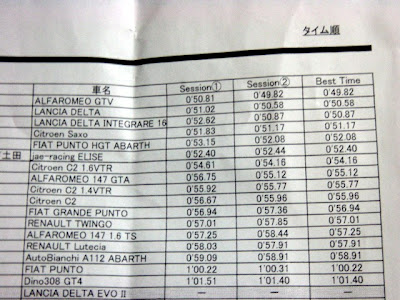 タイム順
車名 Session① Session② Best Time
ALFAROMEO GTV 0'50.81 0'49.82 0'49.82
LANCIA DELTA 0'51.02 0'50.58 0'50.58
LANCIA DELTA INTEGRARE 16 0'52.62 0'50.87 0'50.87
Citroen Saxo 0'51.83 0'51.17 0'51.17
FIAT PUNTO HGT ABARTH 0'53.15 0'52.08 0'52.08
土田 jae-racing ELISE 0'52.40 0'52.44 0'52.40
Citroen C2 1.6VTR 0'54.61 0'54.16 0'54.16
ALFAROMEO 147 GTA 0'56.75 0'55.12 0'55.12
Citroen C2 1.4VTR 0'55.92 0'55.77 0'55.77
Citroen C2 0'56.67 0'55.96 0'55.96
FIAT GRANDE PUNTO 0'56.94 0'57.36 0'56.94
RENAULT TWINGO 0'57.01 0'57.85 0'57.01
ALFAROMEO 147 1.6 TS 0'57.25 0'58.44 0'57.25
RENAULT Lutecia 0'58.03 0'57.91 0'57.91
AutoBianchi A112 ABARTH 0'59.09 0'58.91 0'58.91
FIAT PUNTO 1'00.22 1'00.31 1'00.22
Dino308 GT4 1'01.51 1'01.40 1'01.40
LANCIA DELTA EVO Ⅱ — — —